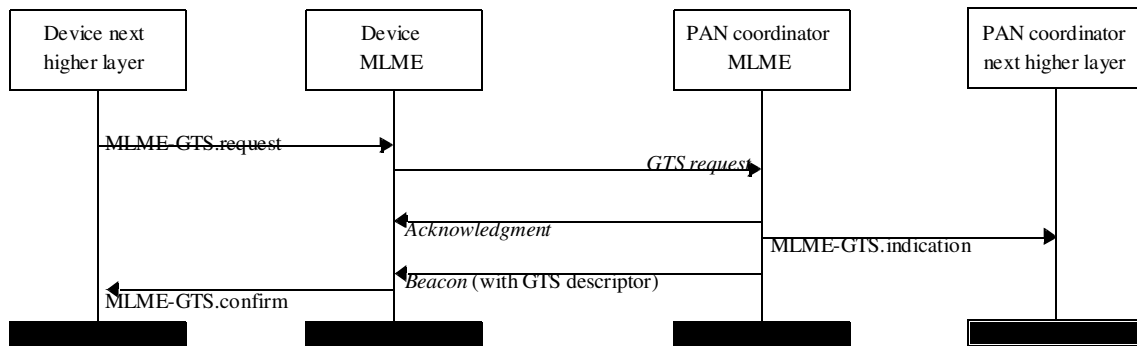 Device next
higher layer
Device
MLME
PAN coordinator
MLME
PAN coordinator
next higher layer
MLME-GTS.request
GTS request
Acknowledgment
MLME-GTS.indication
Beacon (with GTS descriptor)
MLME-GTS.confirm